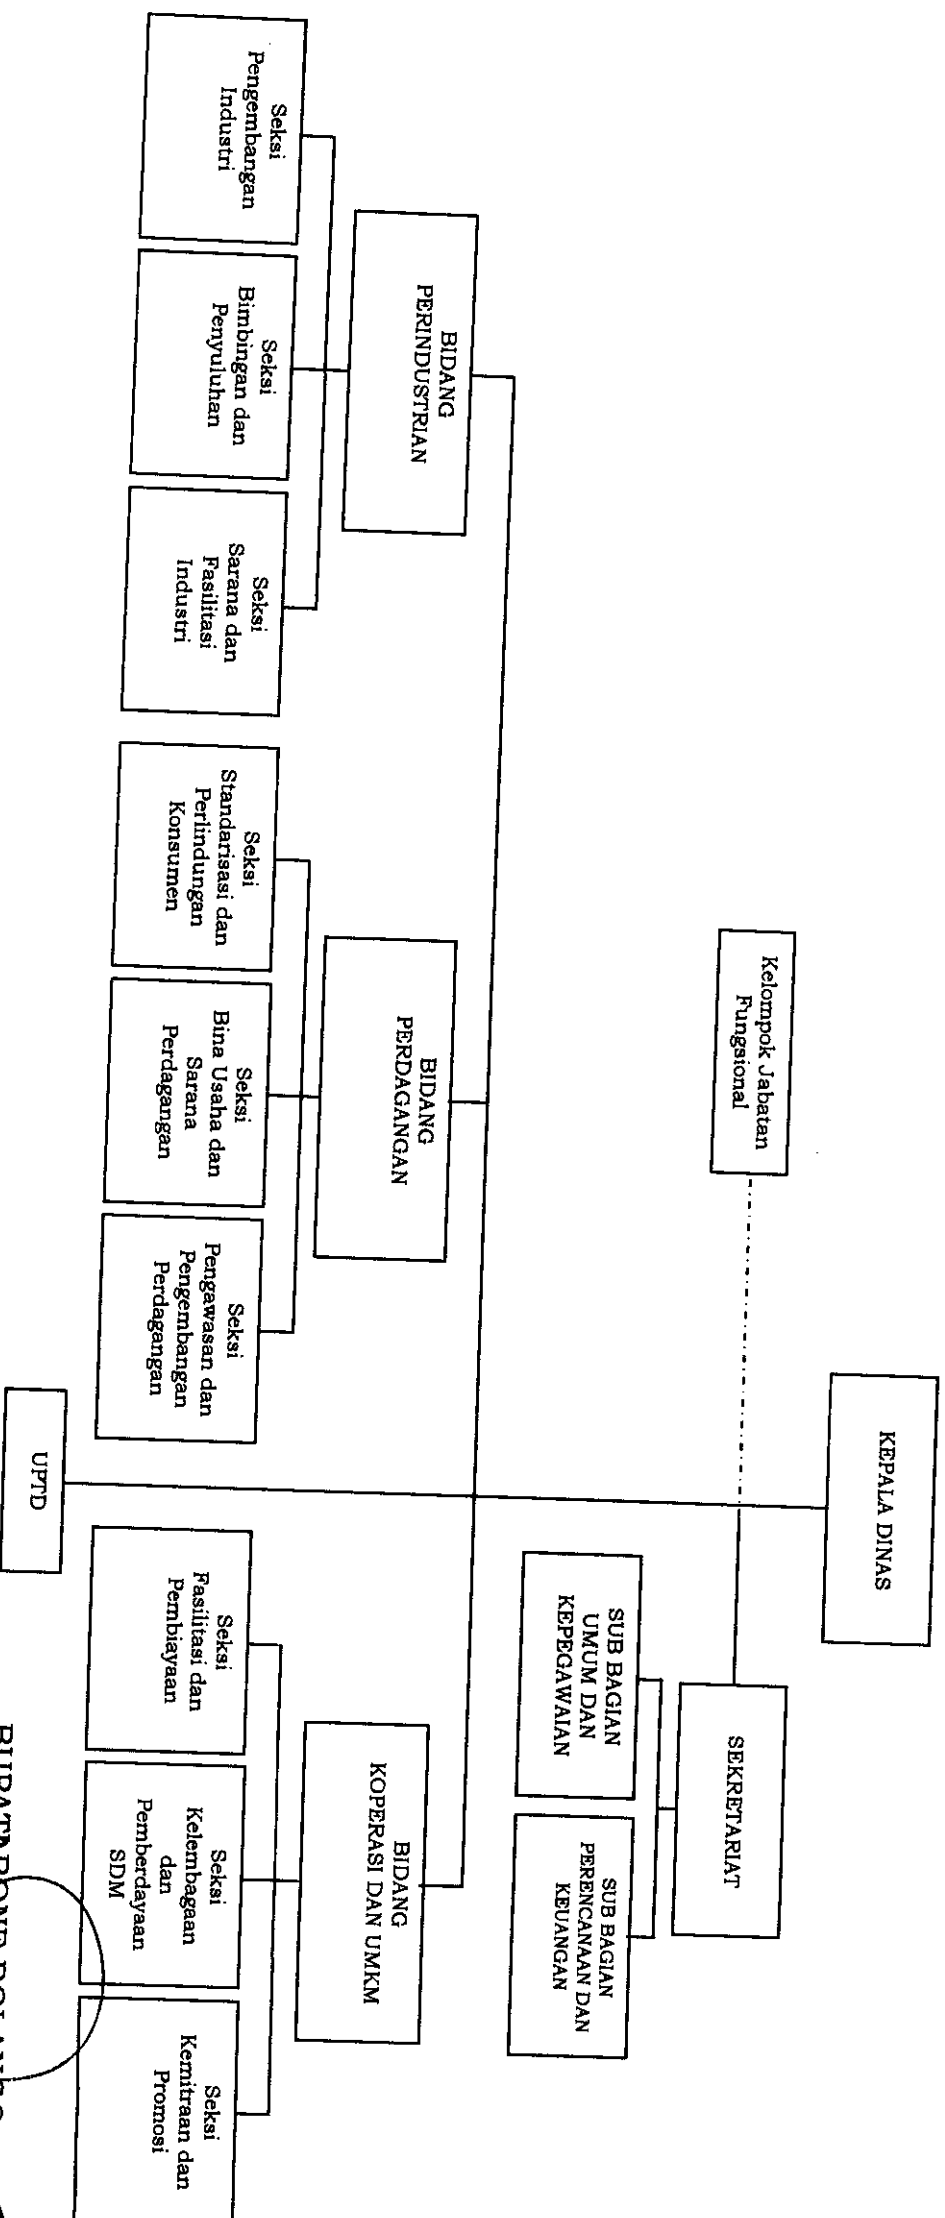 KEPALA DINAS
Kelompok Jabatan
Fungsional
SEKRETARIAT
SUB BAGIAN
UMUM DAN
KEPEGAWAIAN
SUB BAGIAN
PERENCANAAN DAN
KEUANGAN
BIDANG
PERINDUSTRIAN
BIDANG
PERDAGANGAN
BIDANG
KOPERASI DAN UMKM
Seksi
Pengembangan
Industri
Seksi
Bimbingan dan
Penyuluhan
Seksi
Sarana dan
Fasilitasi
Industri
Seksi
Standarisasi dan
Perlindungan
Konsumen
Seksi
Bina Usaha dan
Sarana
Perdagangan
Seksi
Pengawasan dan
Pengembangan
Perdagangan
Seksi
Fasilitasi dan
Pembiayaan
Seksi
Kelembagaan
dan
Pemberdayaan
SDM
Seksi
Kemitraan dan
Promosi
UPTD